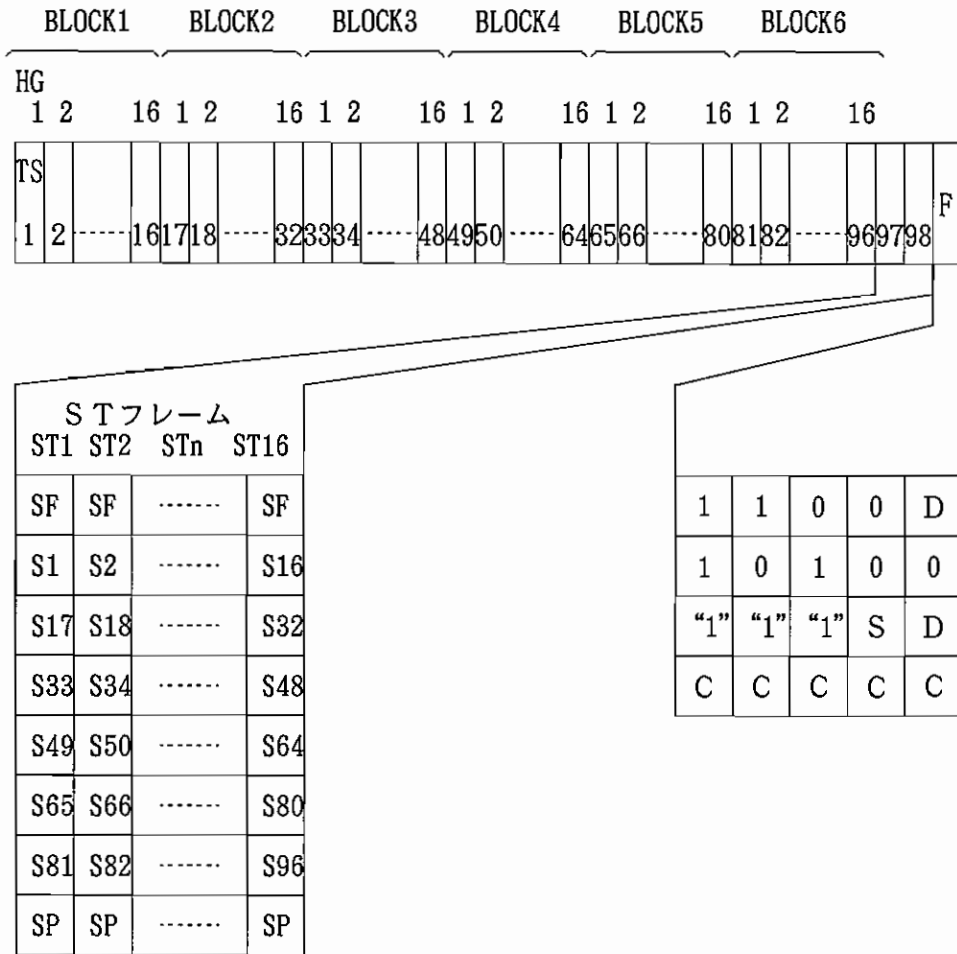 BLOCK1 BLOCK2 BLOCK3 BLOCK4 BLOCK5 BLOCK6
HG
1 2 16 1 2 16 1 2 16 1 2 16 1 2 16 1 2 16
TS
F
1 2 ······ 16 17 18 ····· 32 33 34 ····· 48 49 50 ····· 64 65 66 ····· 80 81 82 ····· 96 97 98
STフレーム
ST1 ST2 STn ST16
SF SF ······· SF
S1 S2 ······· S16
S17 S18 ······· S32
S33 S34 ······· S48
S49 S50 ······· S64
S65 S66 ······· S80
S81 S82 ······· S96
SP SP ······· SP
1 1 0 0 D
1 0 1 0 0
“1” “1” “1” S D
C C C C C